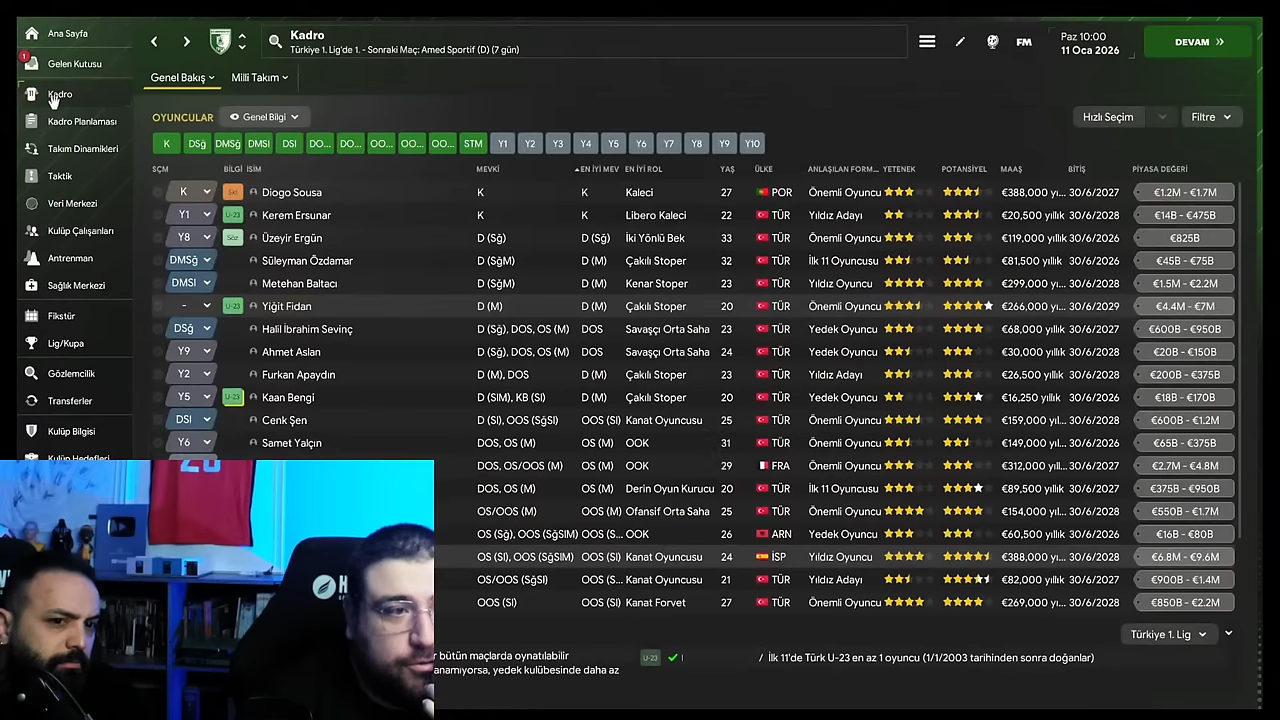 Ana Sayfa
1
Gelen Kutusu
Kadro
Kadro Planlaması
Takım Dinamikleri
Taktik
Veri Merkezi
Kulüp Çalışanları
Antrenman
Sağlık Merkezi
Fikstür
Lig/Kupa
Gözlemcilik
Transferler
Kulüp Bilgisi
Kulüp Hedefleri
Kadro
Türkiye 1. Lig'de 1. - Sonraki Maç: Amed Sportif (D) (7 gün)
FM
Paz 10:00
11 Oca 2026
DEVAM
Genel Bakış Milli Takım
OYUNCULAR Genel Bilgi Hızlı Seçim Filtre
K DSğ DMSğ DMSl DSl DO... DO... OO... OO... OO... STM Y1 Y2 Y3 Y4 Y5 Y6 Y7 Y8 Y9 Y10
SÇM BİLGİ İSİM MEVKİ EN İYİ MEV EN İYİ ROL YAŞ ÜLKE ANLAŞILAN FORM... YETENEK POTANSİYEL MAAŞ BİTİŞ PİYASA DEĞERİ
K Diogo Sousa K K Kaleci 27 POR Önemli Oyuncu €388,000 yı... 30/6/2027 €1.2M - €1.7M
Y1 U-23 Kerem Ersunar K K Libero Kaleci 22 TÜR Yıldız Adayı €20,500 yıllık 30/6/2028 €14B - €475B
Y8 Söz Üzeyir Ergün D (Sğ) D (Sğ) İki Yönlü Bek 33 TÜR Önemli Oyuncu €119,000 yıllık 30/6/2026 €825B
DMSğ Süleyman Özdamar D (SğM) D (M) Çakılı Stoper 32 TÜR İlk 11 Oyuncusu €81,500 yıllık 30/6/2026 €45B - €75B
DMSl Metehan Baltacı D (SğM) D (M) Kenar Stoper 23 TÜR Yıldız Oyuncu €299,000 yıllık 30/6/2026 €1.5M - €2.2M
- U-23 Yiğit Fidan D (M) D (M) Çakılı Stoper 20 TÜR Önemli Oyuncu €266,000 yı... 30/6/2029 €4.4M - €7M
DSğ Halil İbrahim Sevinç D (Sğ), DOS, OS (M) DOS Savaşçı Orta Saha 23 TÜR Yedek Oyuncu €68,000 yıllık 30/6/2027 €600B - €950B
Y9 Ahmet Aslan D (Sğ), DOS, OS (M) DOS Savaşçı Orta Saha 24 TÜR Yedek Oyuncu €30,000 yıllık 30/6/2028 €20B - €150B
Y2 Furkan Apaydın D (M), DOS D (M) Çakılı Stoper 23 TÜR Yıldız Adayı €26,500 yıllık 30/6/2028 €200B - €375B
Y5 U-23 Kaan Bengi D (SlM), KB (Sl) D (M) Çakılı Stoper 20 TÜR Yedek Oyuncu €16,250 yıllık 30/6/2026 €18B - €170B
DSl Cenk Şen D (Sl), OOS (SğSl) OOS (Sl) Kanat Oyuncusu 25 TÜR Önemli Oyuncu €159,000 yıllık 30/6/2028 €600B - €1.2M
Y6 Samet Yalçın DOS, OS (M) OS (M) OOK 31 TÜR Önemli Oyuncu €149,000 yıllık 30/6/2026 €65B - €375B
DOS, OS/OOS (M) OS (M) OOK 29 FRA Önemli Oyuncu €312,000 yıllık 30/6/2027 €2.7M - €4.8M
DOS, OS (M) OS (M) Derin Oyun Kurucu 20 TÜR İlk 11 Oyuncusu €89,500 yıllık 30/6/2027 €375B - €950B
OS/OOS (M) OOS (M) Ofansif Orta Saha 25 TÜR Önemli Oyuncu €154,000 yıllık 30/6/2028 €550B - €1.7M
OS (Sğ), OOS (SğSlM) OOS (S... OOK 26 ARN Yedek Oyuncu €60,500 yıllık 30/6/2026 €16B - €80B
OS (Sl), OOS (SğSlM) OOS (Sl) Kanat Oyuncusu 24 İSP Yıldız Oyuncu €388,000 yıllık 30/6/2028 €6.8M - €9.6M
OS/OOS (SğSl) OOS (S... Kanat Oyuncusu 21 TÜR Yıldız Adayı €82,000 yıllık 30/6/2027 €900B - €1.4M
OOS (Sl) OOS (Sl) Kanat Forvet 27 TÜR Önemli Oyuncu €269,000 yıllık 30/6/2028 €850B - €2.2M
Türkiye 1. Lig
r bütün maçlarda oynatılabilir
anamıyorsa, yedek kulübesinde daha az
U-23 / İlk 11'de Türk U-23 en az 1 oyuncu (1/1/2003 tarihinden sonra doğanlar)